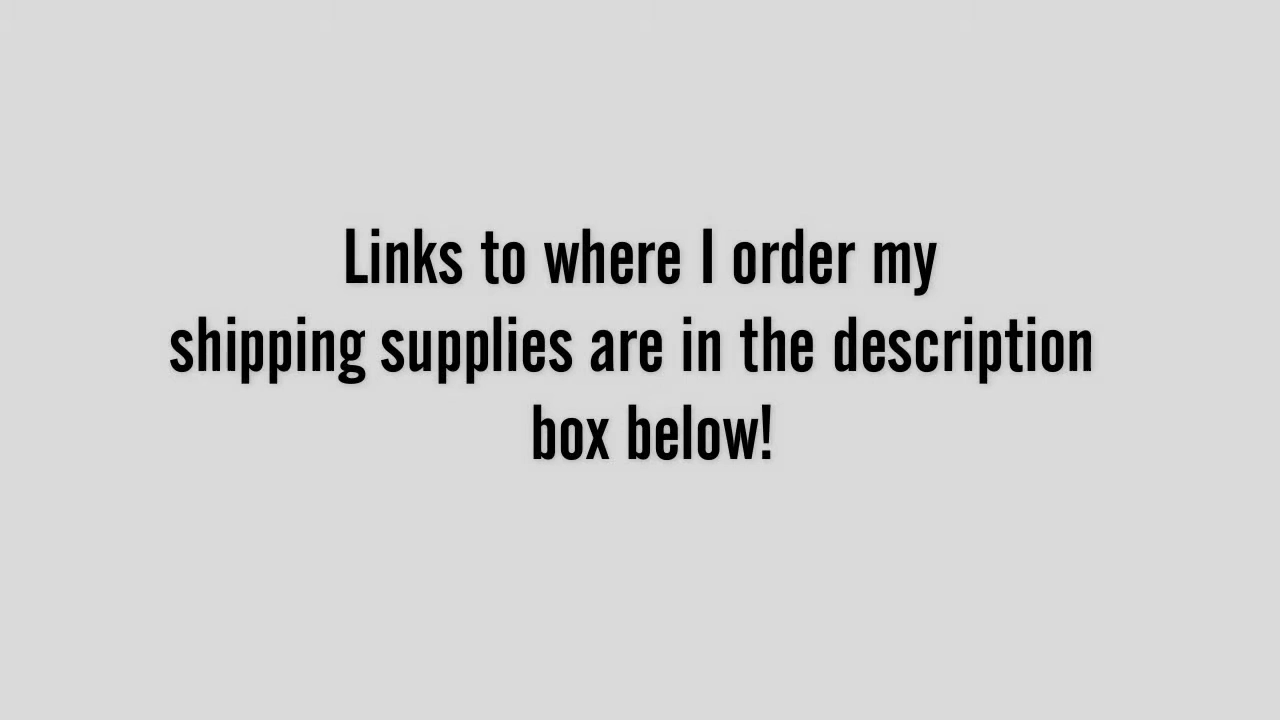 Links to where I order my
shipping supplies are in the description
box below!